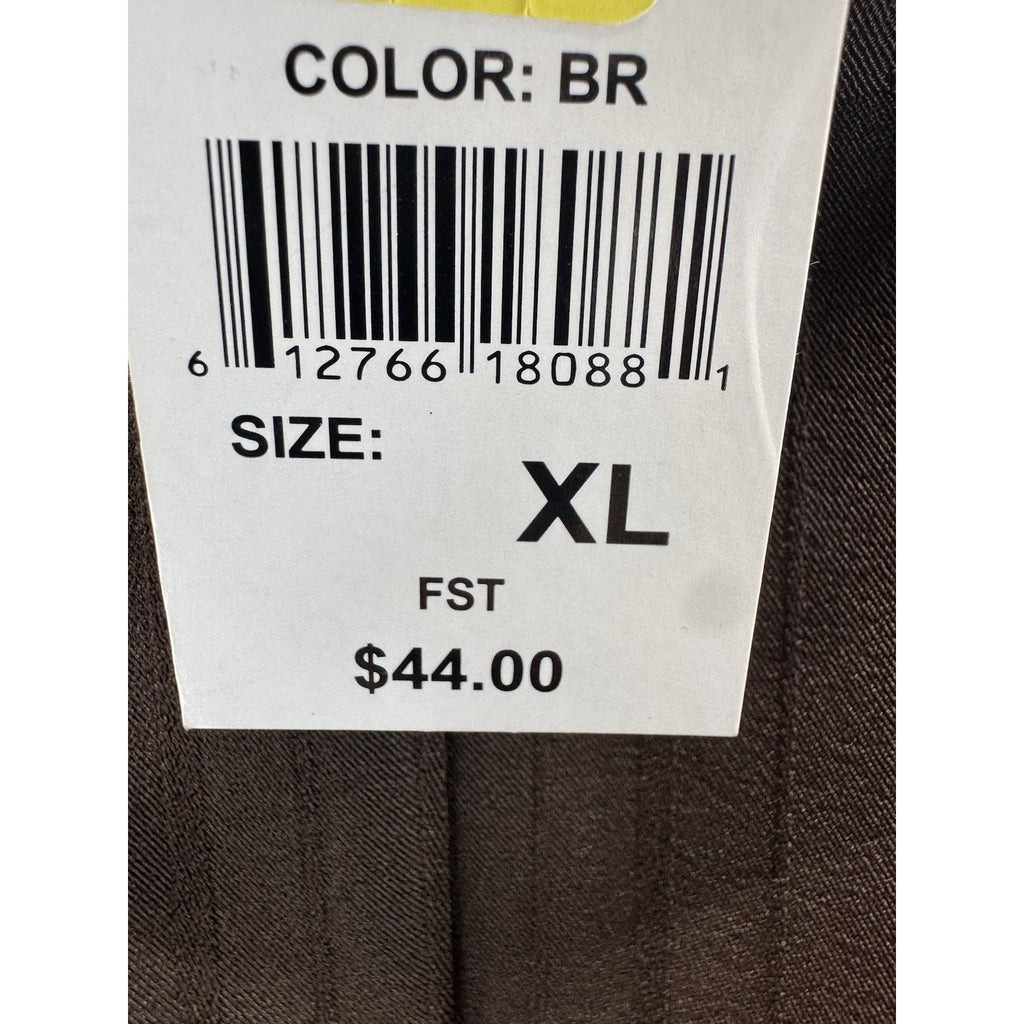 COLOR: BR
6 12766 18088 1
SIZE:
XL
FST
$44.00